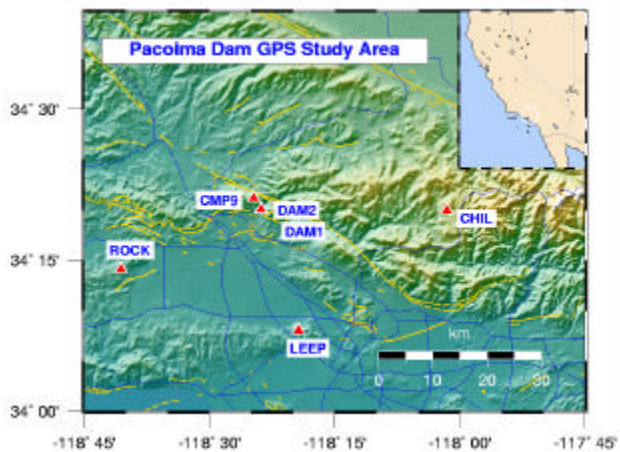 Pacoima Dam GPS Study Area
34° 30'
CMP9
DAM2
DAM1
CHIL
ROCK
34° 15'
LEEP
km
0 10 20 30
34° 00'
-118° 45' -118° 30' -118° 15' -118° 00' -117° 45'